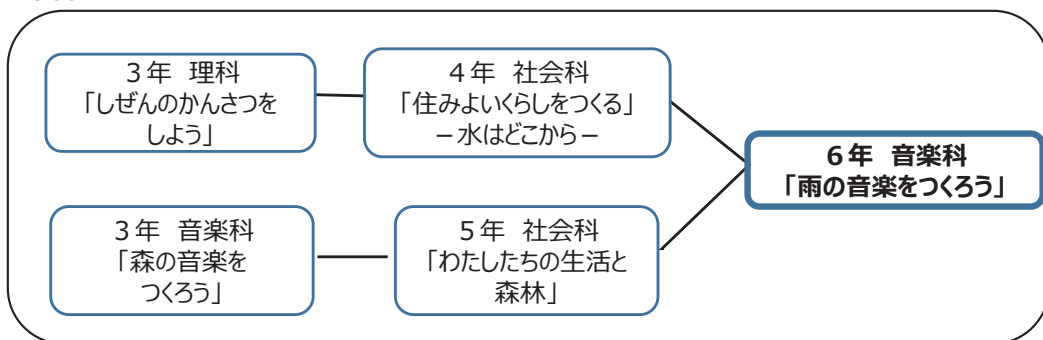 3年 理科
「しぜんのかんさつを
しよう」
4年 社会科
「住みよいくらしをつくる」
－水はどこから－
6年 音楽科
「雨の音楽をつくろう」
3年 音楽科
「森の音楽を
つくろう」
5年 社会科
「わたしたちの生活と
森林」